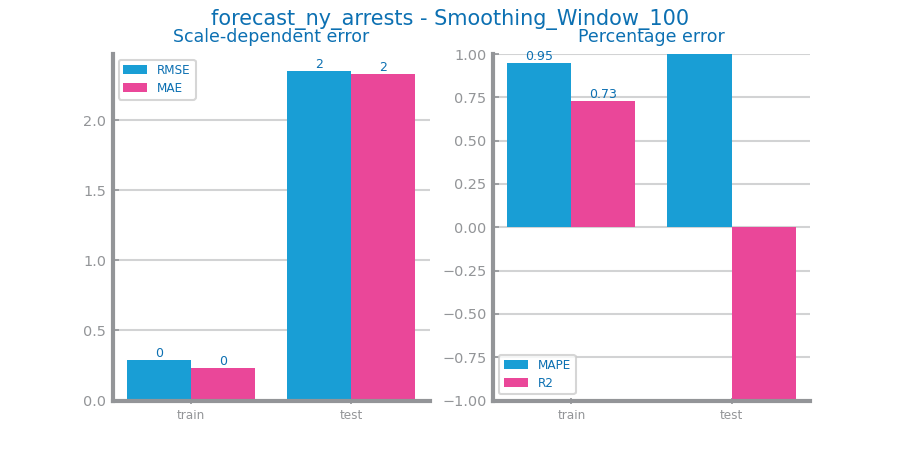 forecast_ny_arrests - Smoothing_Window_100
Scale-dependent error
RMSE
MAE
0.0
0.5
1.0
1.5
2.0
0
0
2
2
train
test
Percentage error
1.00
0.75
0.50
0.25
0.00
−0.25
−0.50
−0.75
−1.00
0.95
0.73
MAPE
R2
train
test